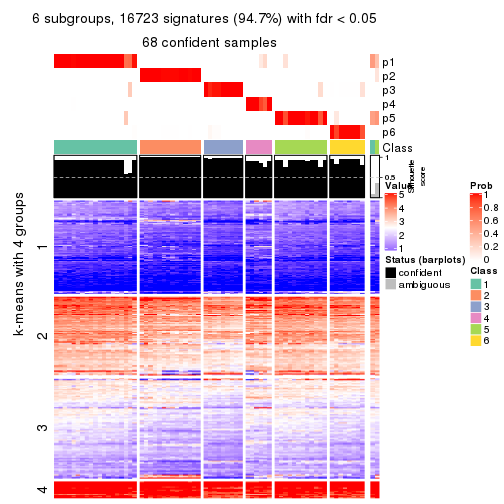 6 subgroups, 16723 signatures (94.7%) with fdr < 0.05
68 confident samples
p1
p2
p3
p4
p5
p6
Class
1
0.5
0
Silhouette
score
k-means with 4 groups
1
2
3
4
Value
5
4
3
2
1
Status (barplots)
confident
ambiguous
Prob
1
0.8
0.6
0.4
0.2
0
Class
1
2
3
4
5
6